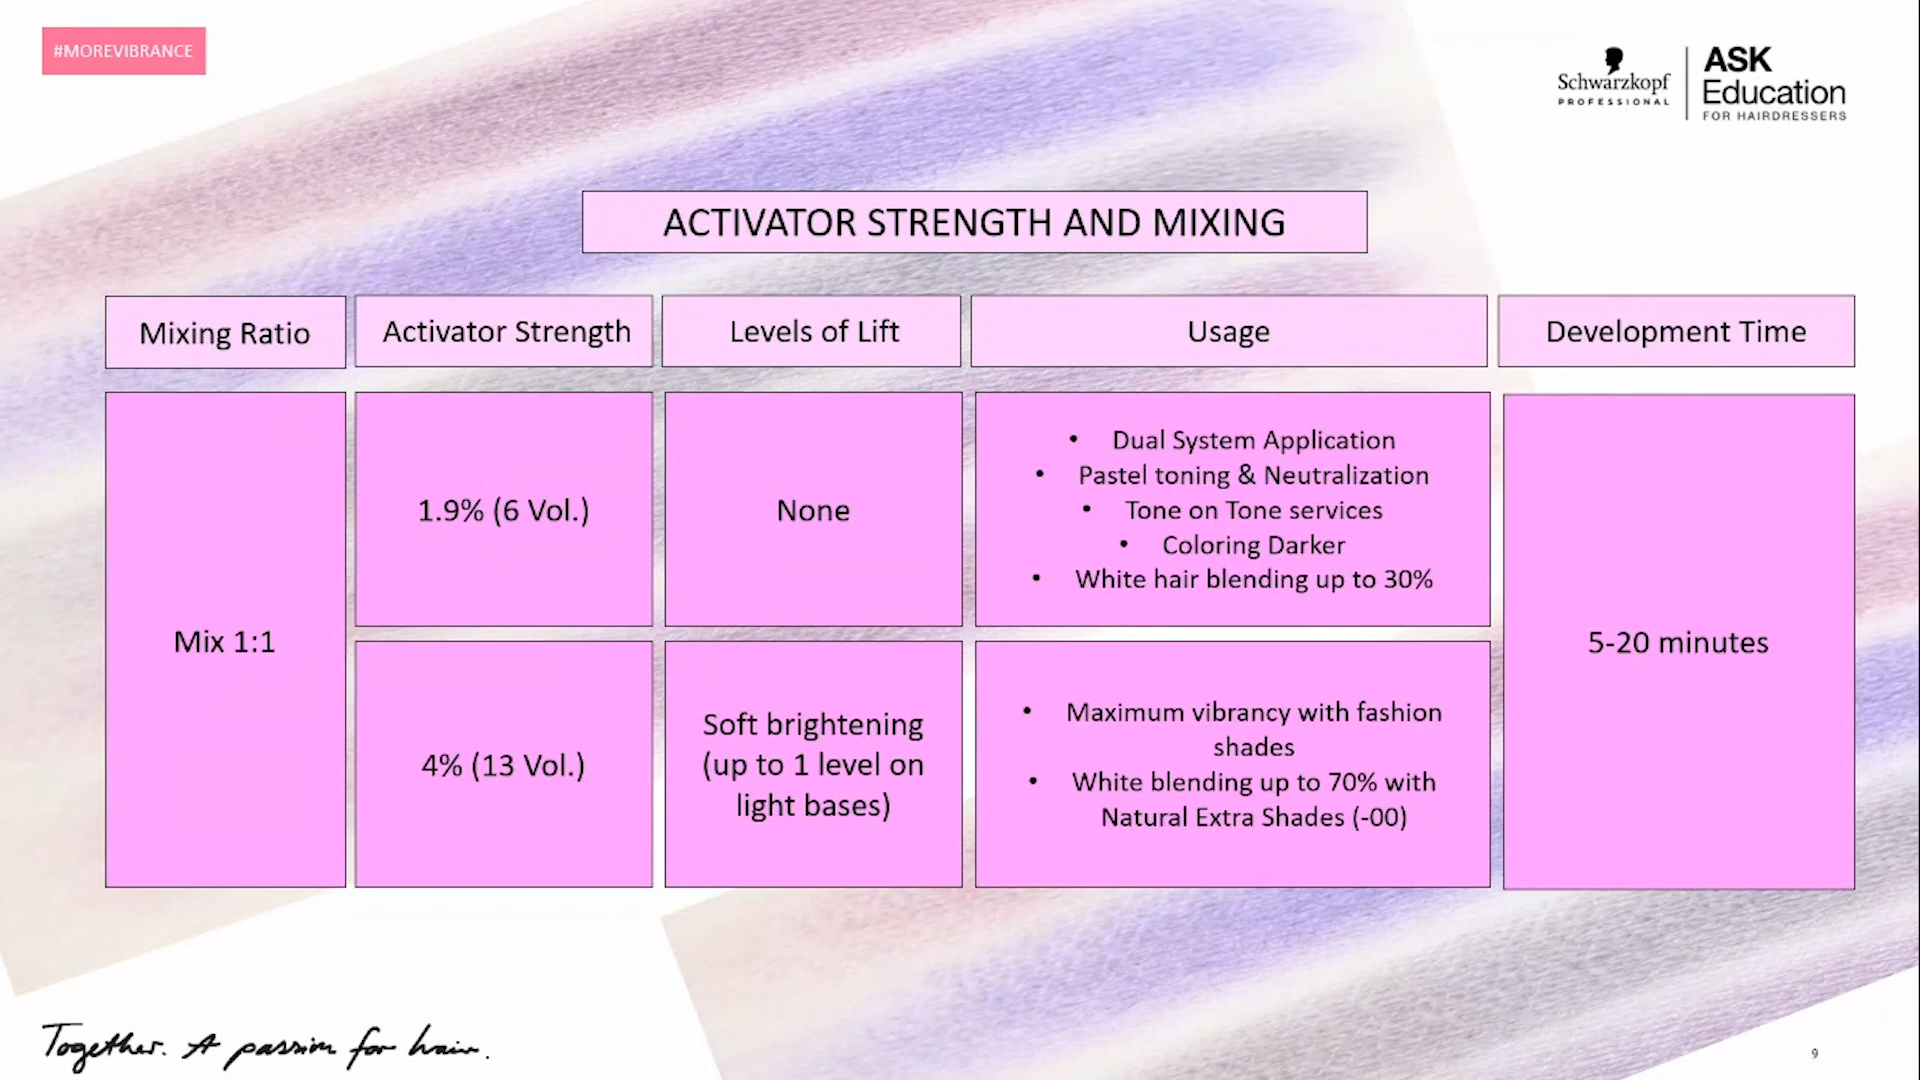 #MOREVIBRANCE
Schwarzkopf
PROFESSIONAL
ASK
Education
FOR HAIRDRESSERS
ACTIVATOR STRENGTH AND MIXING
Mixing Ratio
Activator Strength
Levels of Lift
Usage
Development Time
Mix 1:1
1.9% (6 Vol.)
None
• Dual System Application
• Pastel toning & Neutralization
• Tone on Tone services
• Coloring Darker
• White hair blending up to 30%
5-20 minutes
4% (13 Vol.)
Soft brightening
(up to 1 level on
light bases)
• Maximum vibrancy with fashion
shades
• White blending up to 70% with
Natural Extra Shades (-00)
Together. A passion for hair.
9